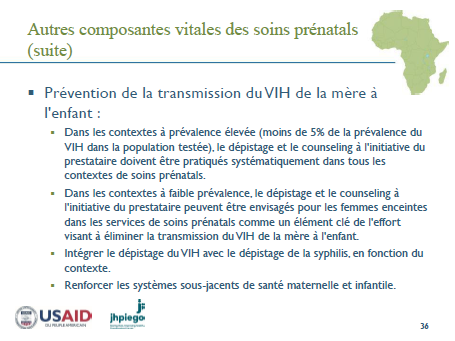 Autres composantes vitales des soins prénatals
(suite)
▪ Prévention de la transmission du VIH de la mère à
l'enfant :
▪ Dans les contextes à prévalence élevée (moins de 5% de la prévalence du
VIH dans la population testée), le dépistage et le counseling à l'initiative du
prestataire doivent être pratiqués systématiquement dans tous les
contextes de soins prénatals.
▪ Dans les contextes à faible prévalence, le dépistage et le counseling à
l'initiative du prestataire peuvent être envisagés pour les femmes enceintes
dans les services de soins prénatals comme un élément clé de l'effort
visant à éliminer la transmission du VIH de la mère à l'enfant.
▪ Intégrer le dépistage du VIH avec le dépistage de la syphilis, en fonction du
contexte.
▪ Renforcer les systèmes sous-jacents de santé maternelle et infantile.
USAID
jhpiego
36